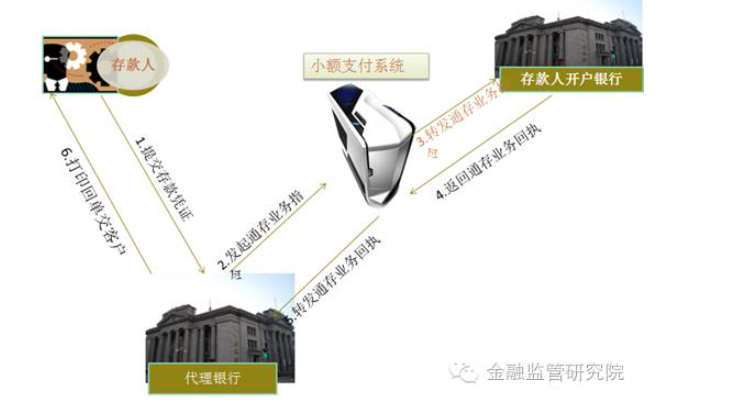 存款人
小额支付系统
存款人开户银行
1.提交存款凭证
2.发起通存业务指
令
3.转发通存业务
令
4.返回通存业务回执
5.转发通存业务回执
6.打印回单交客户
代理银行
金融监管研究院